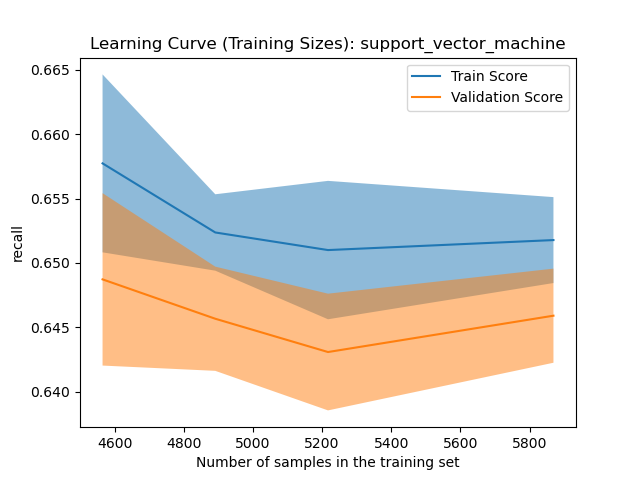 Learning Curve (Training Sizes): support_vector_machine
Train Score
Validation Score
recall
0.665
0.660
0.655
0.650
0.645
0.640
4600 4800 5000 5200 5400 5600 5800
Number of samples in the training set